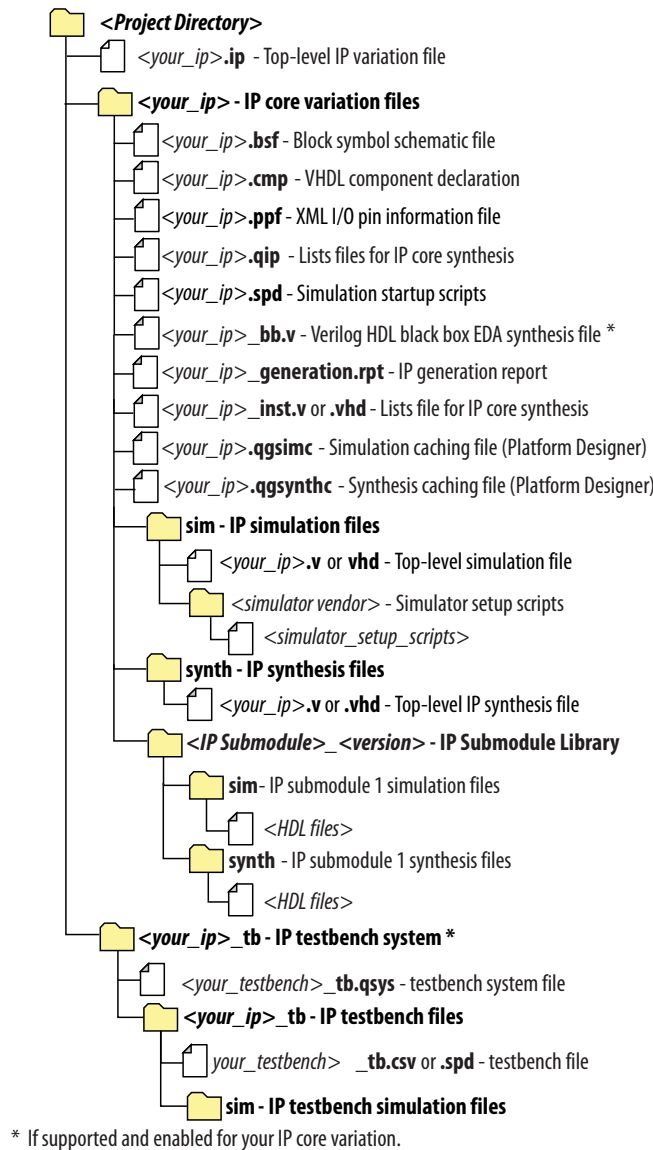 <Project Directory>
<your_ip>.ip - Top-level IP variation file
<your_ip> - IP core variation files
<your_ip>.bsf - Block symbol schematic file
<your_ip>.cmp - VHDL component declaration
<your_ip>.ppf - XML I/O pin information file
<your_ip>.qip - Lists files for IP core synthesis
<your_ip>.spd - Simulation startup scripts
<your_ip>_bb.v - Verilog HDL black box EDA synthesis file *
<your_ip>_generation.rpt - IP generation report
<your_ip>_inst.v or .vhd - Lists file for IP core synthesis
<your_ip>.qgsimc - Simulation caching file (Platform Designer)
<your_ip>.qgsynthc - Synthesis caching file (Platform Designer)
sim - IP simulation files
<your_ip>.v or vhd - Top-level simulation file
<simulator vendor> - Simulator setup scripts
<simulator_setup_scripts>
synth - IP synthesis files
<your_ip>.v or .vhd - Top-level IP synthesis file
<IP Submodule>_<version> - IP Submodule Library
sim- IP submodule 1 simulation files
<HDL files>
synth - IP submodule 1 synthesis files
<HDL files>
<your_ip>_tb - IP testbench system *
<your_testbench>_tb.qsys - testbench system file
<your_ip>_tb - IP testbench files
your_testbench> _tb.csv or .spd - testbench file
sim - IP testbench simulation files
* If supported and enabled for your IP core variation.